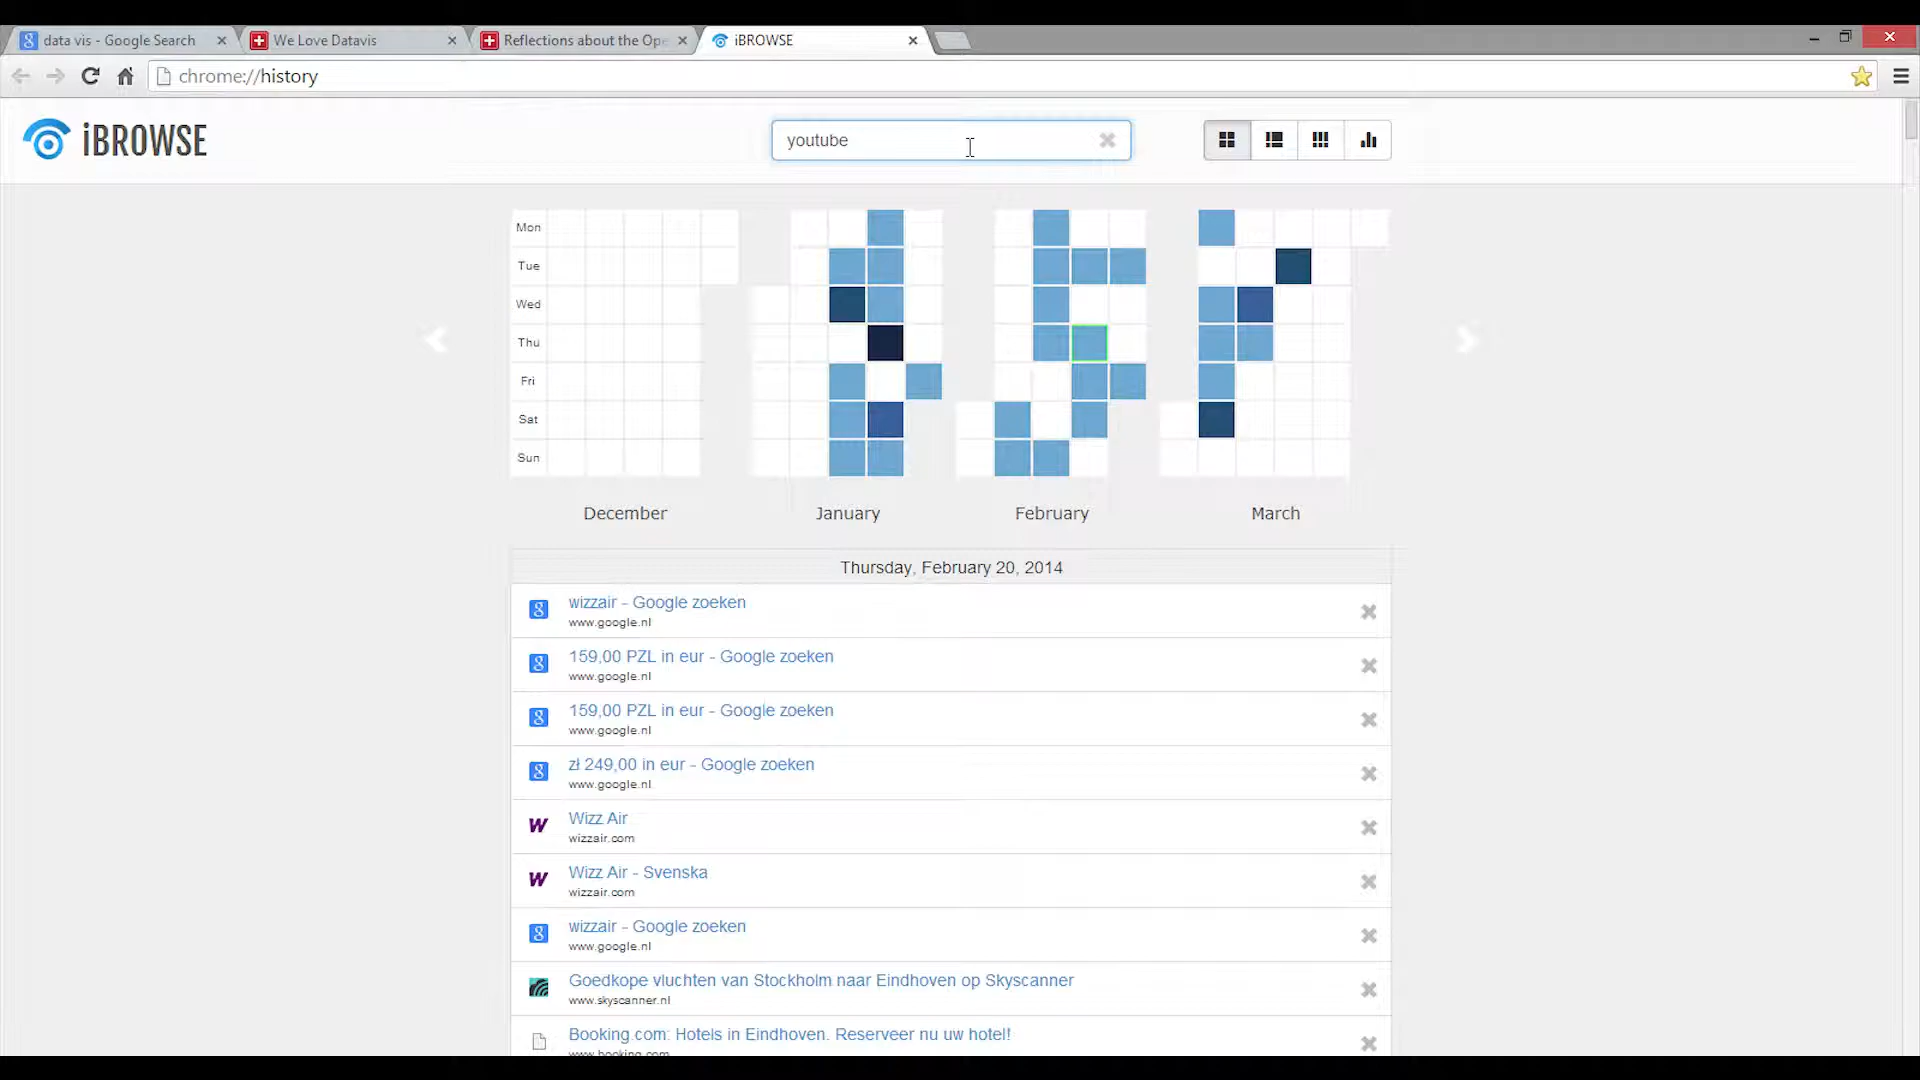 data vis - Google Search
We Love Datavis
Reflections about the Ope
iBROWSE
chrome://history
iBROWSE
youtube
Mon
Tue
Wed
Thu
Fri
Sat
Sun
December
January
February
March
Thursday, February 20, 2014
wizzair - Google zoeken
www.google.nl
159,00 PZL in eur - Google zoeken
www.google.nl
159,00 PZL in eur - Google zoeken
www.google.nl
zł 249,00 in eur - Google zoeken
www.google.nl
Wizz Air
wizzair.com
Wizz Air - Svenska
wizzair.com
wizzair - Google zoeken
www.google.nl
Goedkope vluchten van Stockholm naar Eindhoven op Skyscanner
www.skyscanner.nl
Booking.com: Hotels in Eindhoven. Reserveer nu uw hotel!
www.booking.com